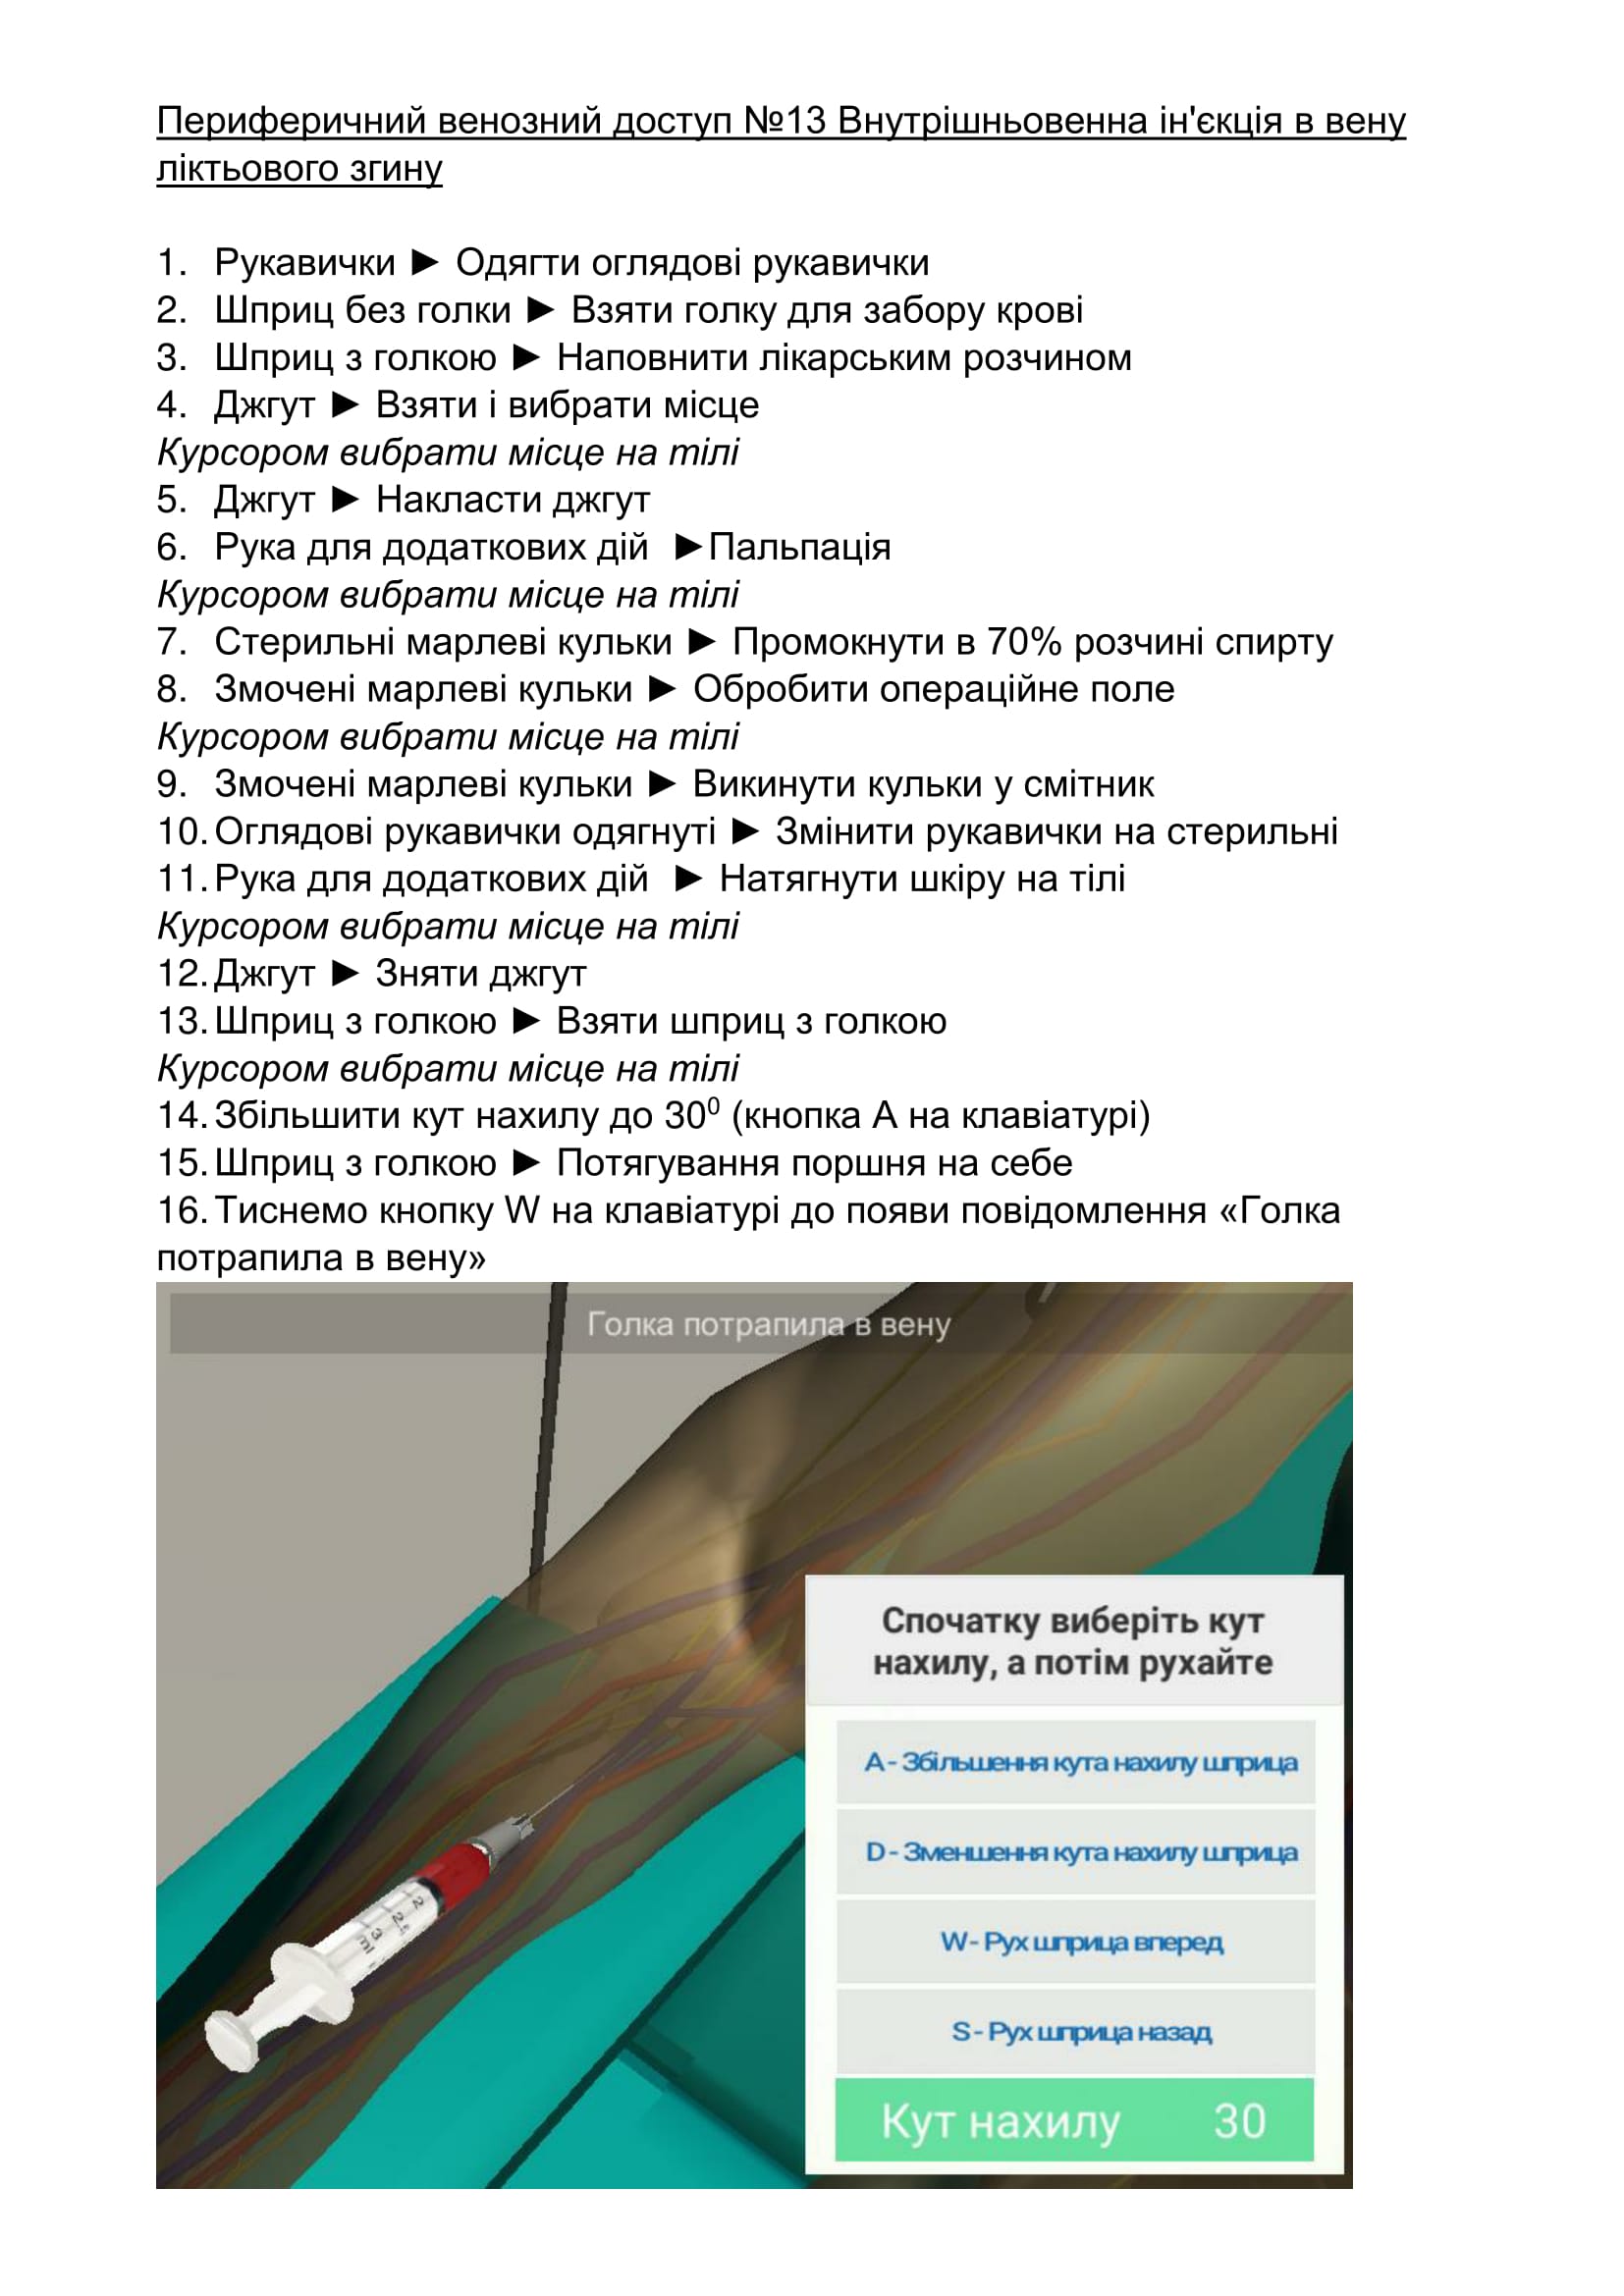 Периферичний венозний доступ №13 Внутрішньовенна ін'єкція в вену
ліктьового згину
1. Рукавички ► Одягти оглядові рукавички
2. Шприц без голки ► Взяти голку для забору крові
3. Шприц з голкою ► Наповнити лікарським розчином
4. Джгут ► Взяти і вибрати місце
Курсором вибрати місце на тілі
5. Джгут ► Накласти джгут
6. Рука для додаткових дій ►Пальпація
Курсором вибрати місце на тілі
7. Стерильні марлеві кульки ► Промокнути в 70% розчині спирту
8. Змочені марлеві кульки ► Обробити операційне поле
Курсором вибрати місце на тілі
9. Змочені марлеві кульки ► Викинути кульки у смітник
10. Оглядові рукавички одягнуті ► Змінити рукавички на стерильні
11. Рука для додаткових дій ► Натягнути шкіру на тілі
Курсором вибрати місце на тілі
12. Джгут ► Зняти джгут
13. Шприц з голкою ► Взяти шприц з голкою
Курсором вибрати місце на тілі
14. Збільшити кут нахилу до 30⁰ (кнопка А на клавіатурі)
15. Шприц з голкою ► Потягування поршня на себе
16. Тиснемо кнопку W на клавіатурі до появи повідомлення «Голка
потрапила в вену»
Голка потрапила в вену
Спочатку виберіть кут
нахилу, а потім рухайте
A - Збільшення кута нахилу шприца
D - Зменшення кута нахилу шприца
W- Рух шприца вперед
S - Рух шприца назад
Кут нахилу 30
2
2.5
3
ml